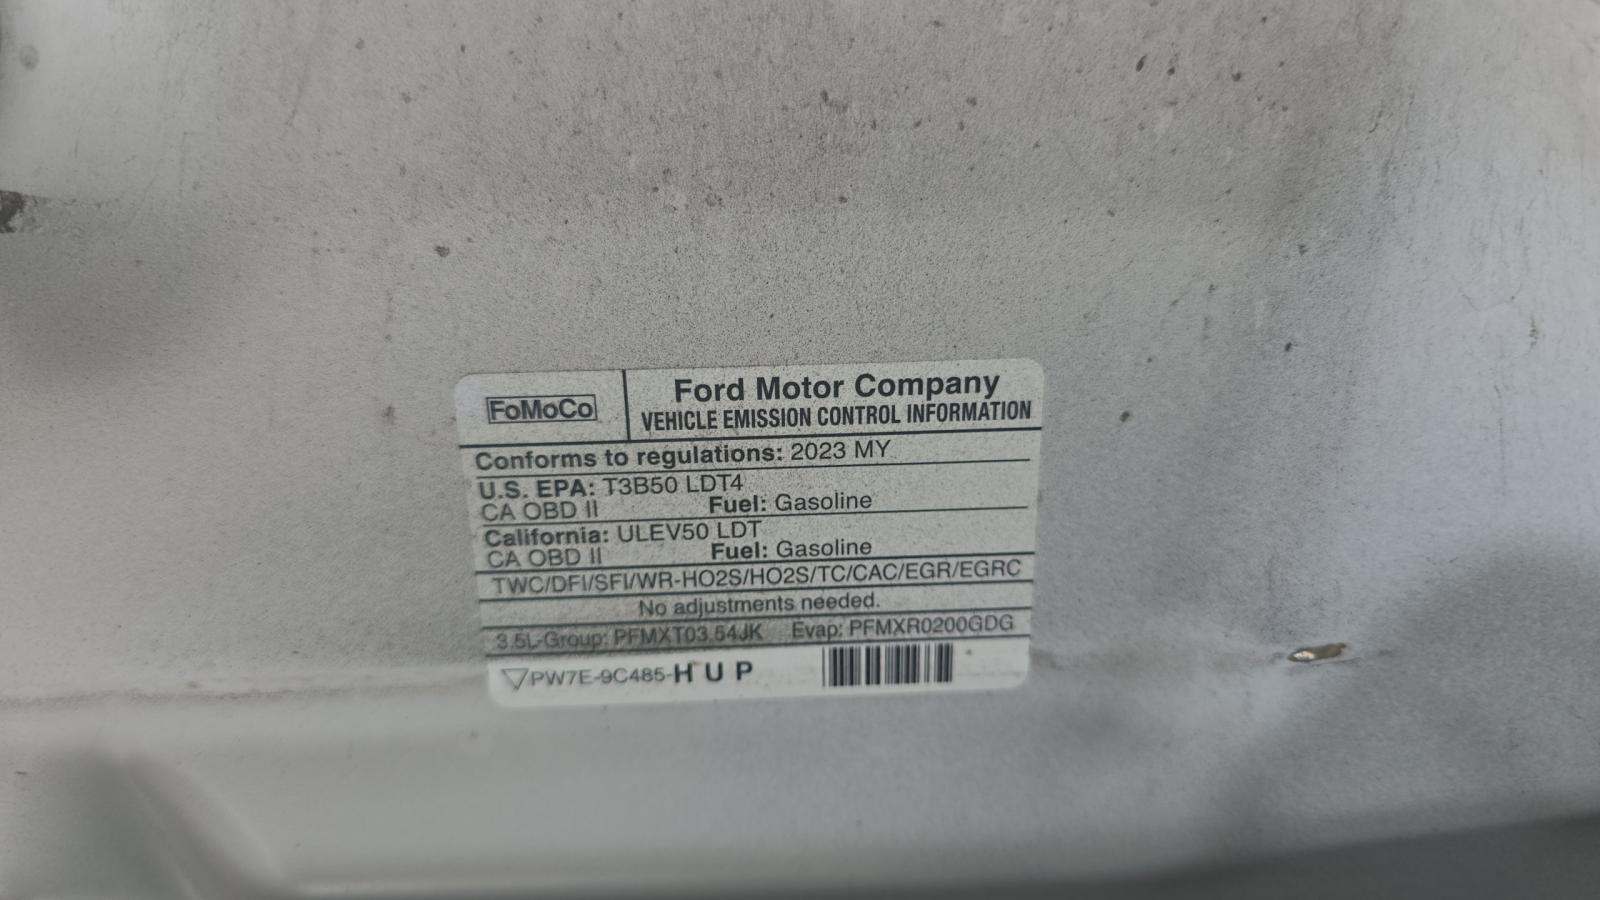 FoMoCo
Ford Motor Company
VEHICLE EMISSION CONTROL INFORMATION
Conforms to regulations: 2023 MY
U.S. EPA: T3B50 LDT4
CA OBD II Fuel: Gasoline
California: ULEV50 LDT
CA OBD II Fuel: Gasoline
TWC/DFI/SFI/WR-HO2S/HO2S/TC/CAC/EGR/EGRC
No adjustments needed.
3.5L-Group: PFMXT03.54JK Evap: PFMXR0200GDG
PW7E-9C485-HUP